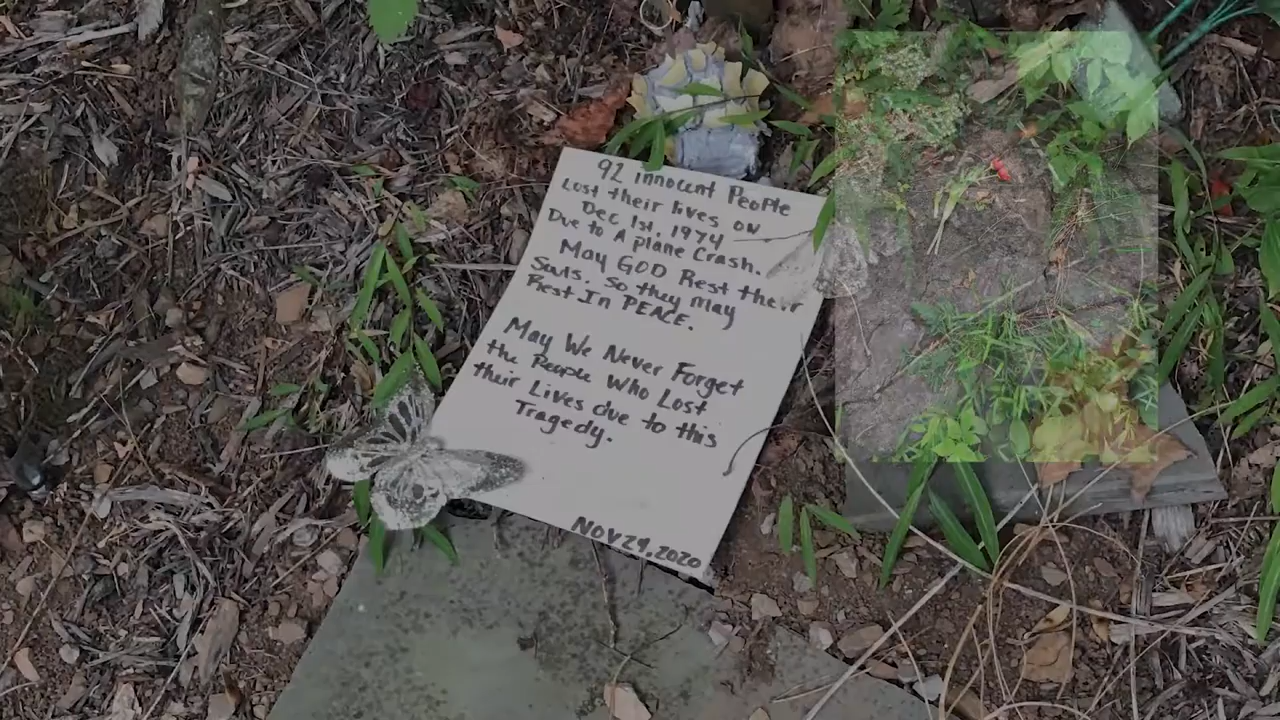 92 innocent People
Lost their lives on
Dec 1st, 1974
Due to A plane Crash.
May GOD Rest their
Souls. So they may
Rest In PEACE.
May We Never Forget
the People Who Lost
their Lives due to this
Tragedy.
NOV 29, 2020